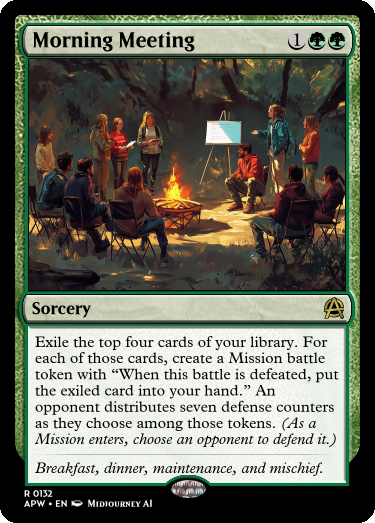 Morning Meeting 1
Sorcery
Exile the top four cards of your library. For
each of those cards, create a Mission battle
token with “When this battle is defeated, put
the exiled card into your hand.” An
opponent distributes seven defense counters
as they choose among those tokens. (As a
Mission enters, choose an opponent to defend it.)
Breakfast, dinner, maintenance, and mischief.
R 0132
APW • EN Midjourney AI